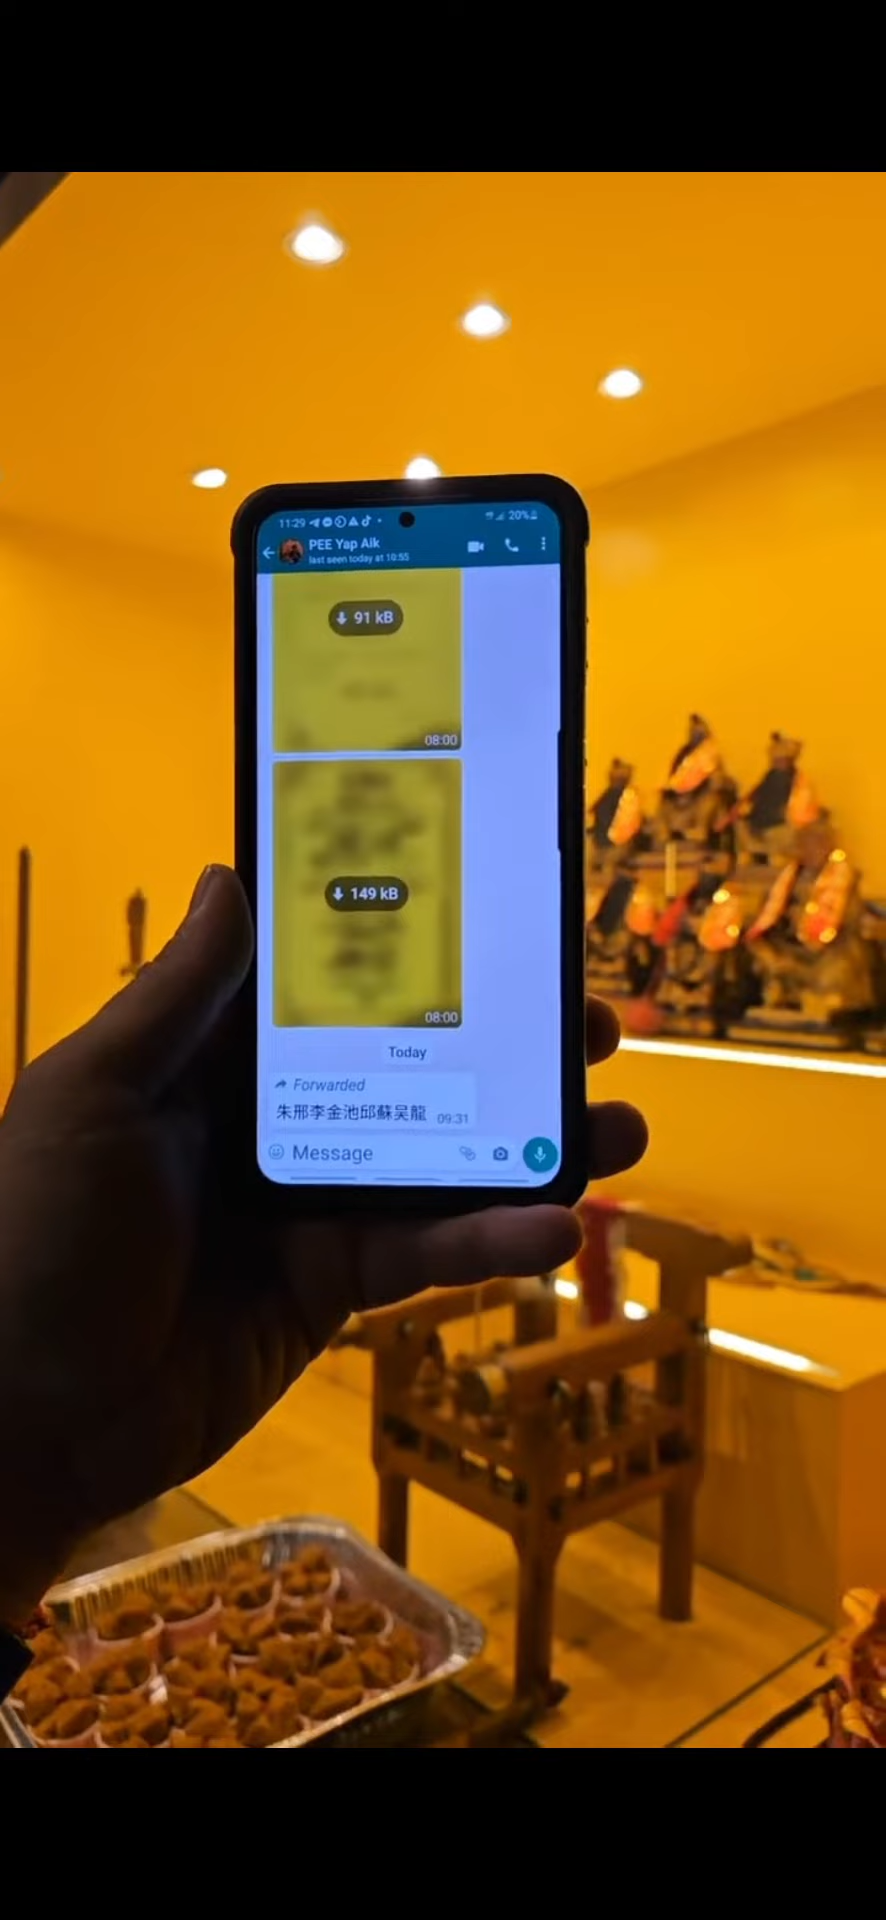 11:29
20%
PEE Yap Aik
last seen today at 10:55
91 kB
08:00
149 kB
08:00
Today
Forwarded
朱邢李金池邱蘇吴龍 09:31
Message